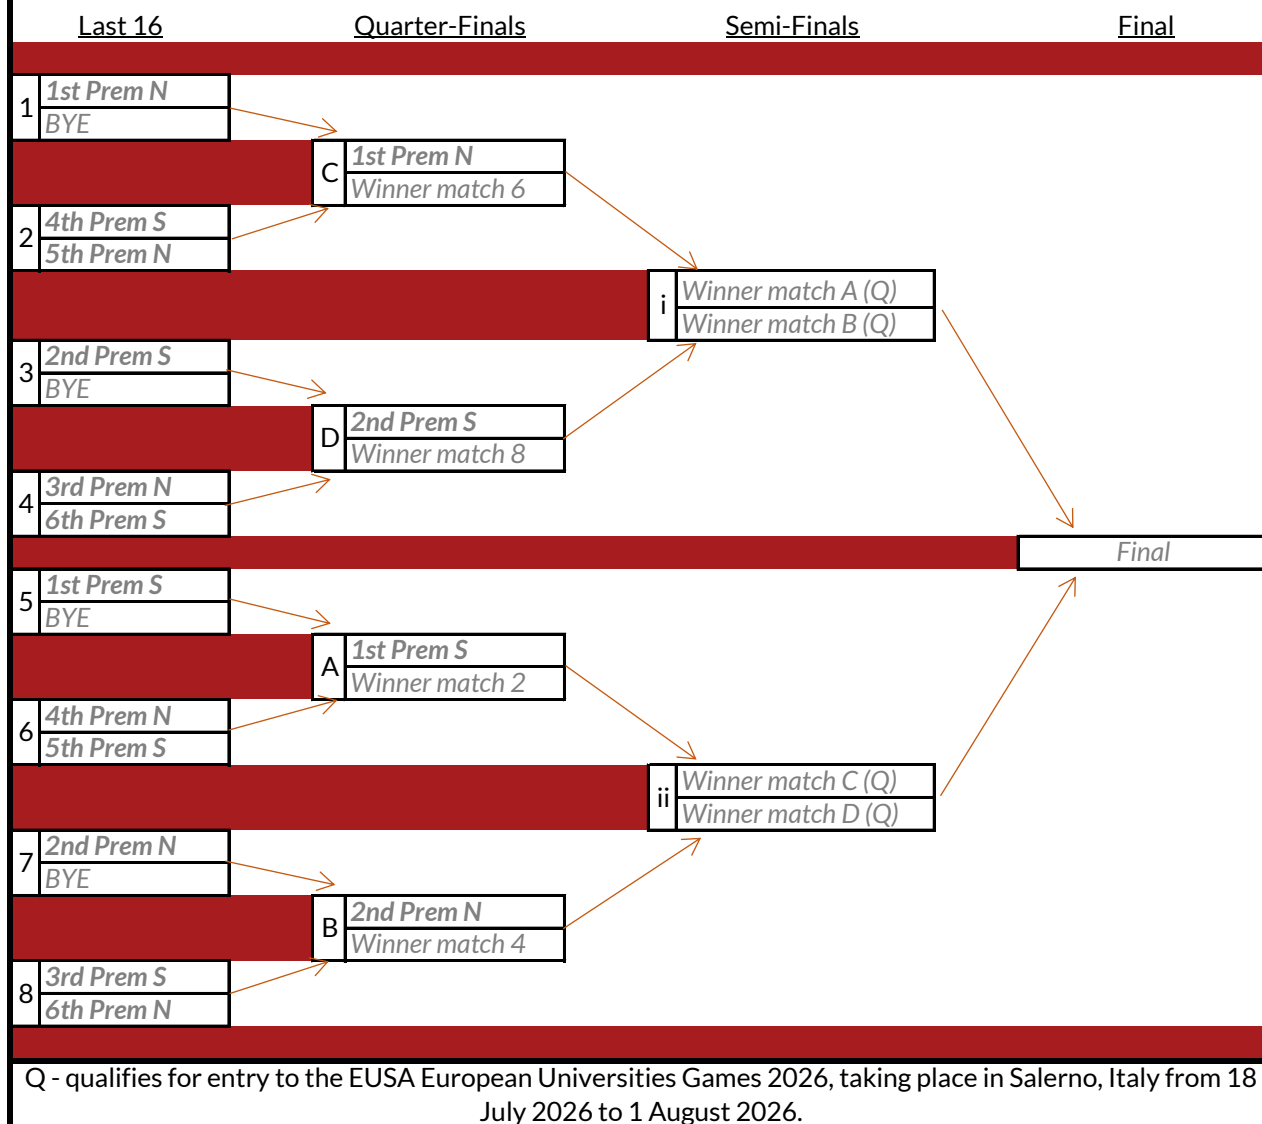 Last 16 Quarter-Finals Semi-Finals Final
1 1st Prem N
BYE
C 1st Prem N
Winner match 6
2 4th Prem S
5th Prem N
i Winner match A (Q)
Winner match B (Q)
3 2nd Prem S
BYE
D 2nd Prem S
Winner match 8
4 3rd Prem N
6th Prem S
Final
5 1st Prem S
BYE
A 1st Prem S
Winner match 2
6 4th Prem N
5th Prem S
ii Winner match C (Q)
Winner match D (Q)
7 2nd Prem N
BYE
B 2nd Prem N
Winner match 4
8 3rd Prem S
6th Prem N
Q - qualifies for entry to the EUSA European Universities Games 2026, taking place in Salerno, Italy from 18
July 2026 to 1 August 2026.